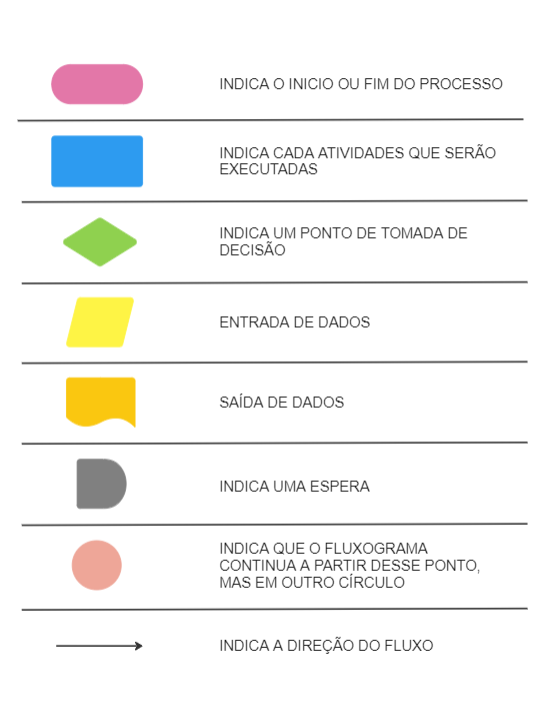 INDICA O INICIO OU FIM DO PROCESSO
INDICA CADA ATIVIDADES QUE SERÃO
EXECUTADAS
INDICA UM PONTO DE TOMADA DE
DECISÃO
ENTRADA DE DADOS
SAÍDA DE DADOS
INDICA UMA ESPERA
INDICA QUE O FLUXOGRAMA
CONTINUA A PARTIR DESSE PONTO,
MAS EM OUTRO CÍRCULO
INDICA A DIREÇÃO DO FLUXO